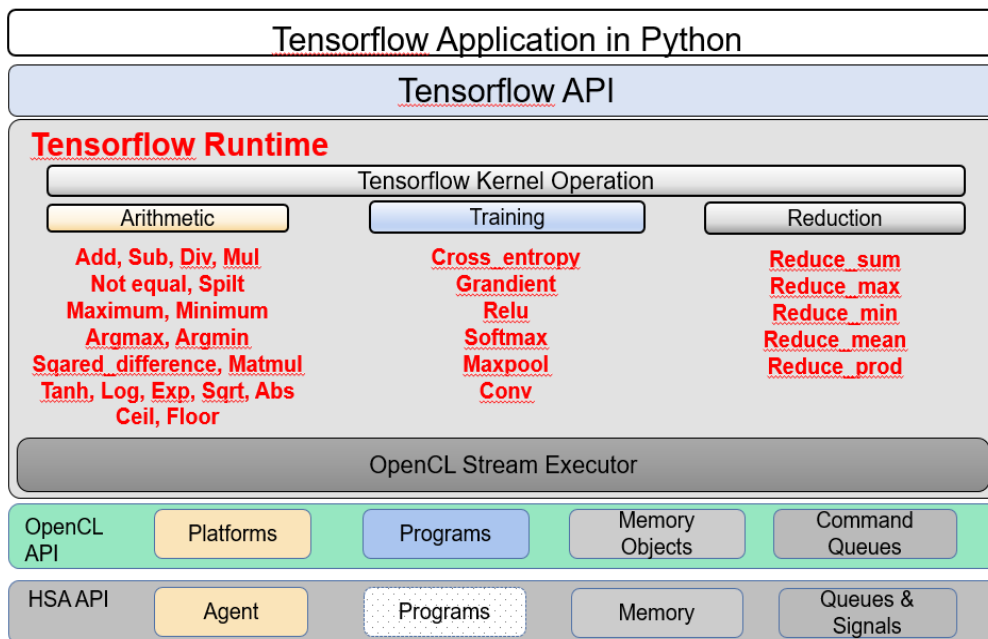 Tensorflow Application in Python
Tensorflow API
Tensorflow Runtime
Tensorflow Kernel Operation
Arithmetic
Add, Sub, Div, Mul
Not equal, Spilt
Maximum, Minimum
Argmax, Argmin
Sqared_difference, Matmul
Tanh, Log, Exp, Sqrt, Abs
Ceil, Floor
Training
Cross_entropy
Grandient
Relu
Softmax
Maxpool
Conv
Reduction
Reduce_sum
Reduce_max
Reduce_min
Reduce_mean
Reduce_prod
OpenCL Stream Executor
OpenCL
API
Platforms
Programs
Memory
Objects
Command
Queues
HSA API
Agent
Programs
Memory
Queues &
Signals